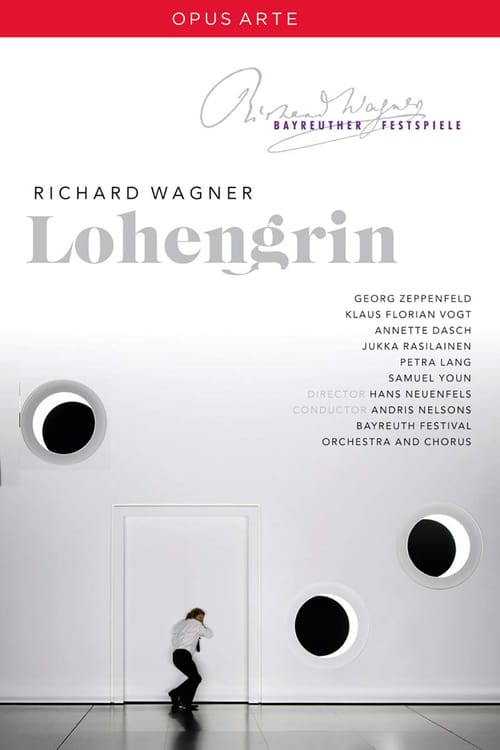 OPUS ARTE
Richard Wagner
BAYREUTHER FESTSPIELE
RICHARD WAGNER
Lohengrin
GEORG ZEPPENFELD
KLAUS FLORIAN VOGT
ANNETTE DASCH
JUKKA RASILAINEN
PETRA LANG
SAMUEL YOUN
DIRECTOR HANS NEUENFELS
CONDUCTOR ANDRIS NELSONS
BAYREUTH FESTIVAL
ORCHESTRA AND CHORUS